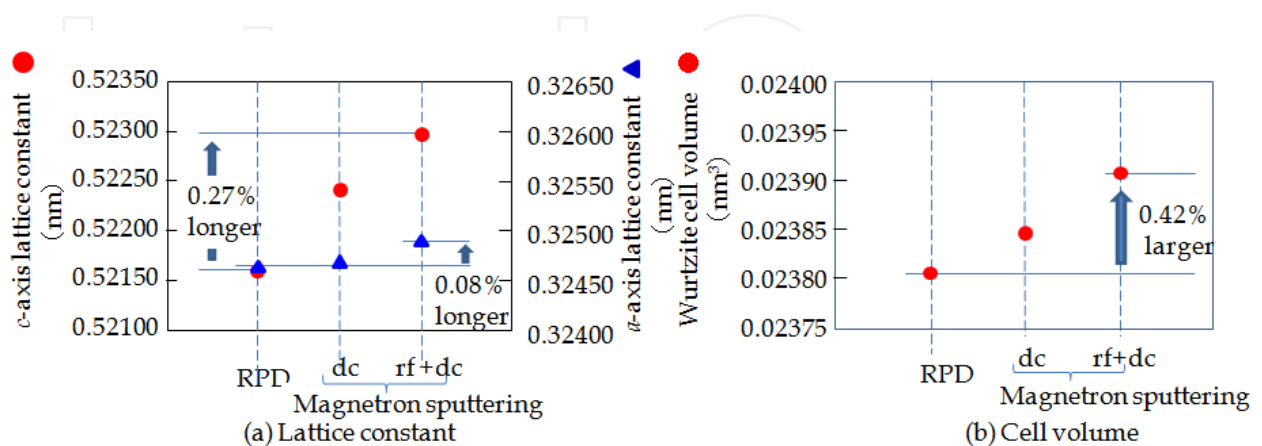 c-axis lattice constant
(nm)
0.52350
0.52300
0.52250
0.52200
0.52150
0.52100
0.27%
longer
0.08%
longer
0.32650
0.32600
0.32550
0.32500
0.32450
0.32400
a-axis lattice constant
(nm)
RPD
dc
rf+dc
Magnetron sputtering
(a) Lattice constant
Wurtzite cell volume
(nm³)
0.02400
0.02395
0.02390
0.02385
0.02380
0.02375
0.42%
larger
RPD
dc
rf+dc
Magnetron sputtering
(b) Cell volume